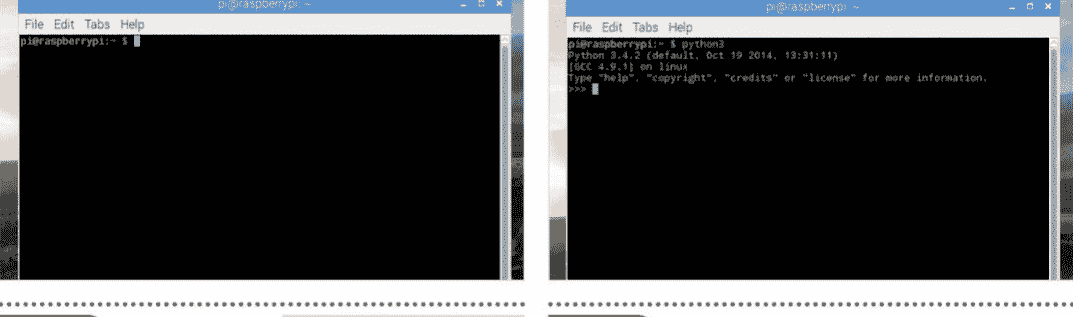 pi@raspberrypi: ~
File Edit Tabs Help
pi@raspberrypi:~ $
pi@raspberrypi: ~
File Edit Tabs Help
pi@raspberrypi:~ $ python3
Python 3.4.2 (default, Oct 19 2014, 13:31:11)
[GCC 4.9.1] on linux
Type "help", "copyright", "credits" or "license" for more information.
>>>